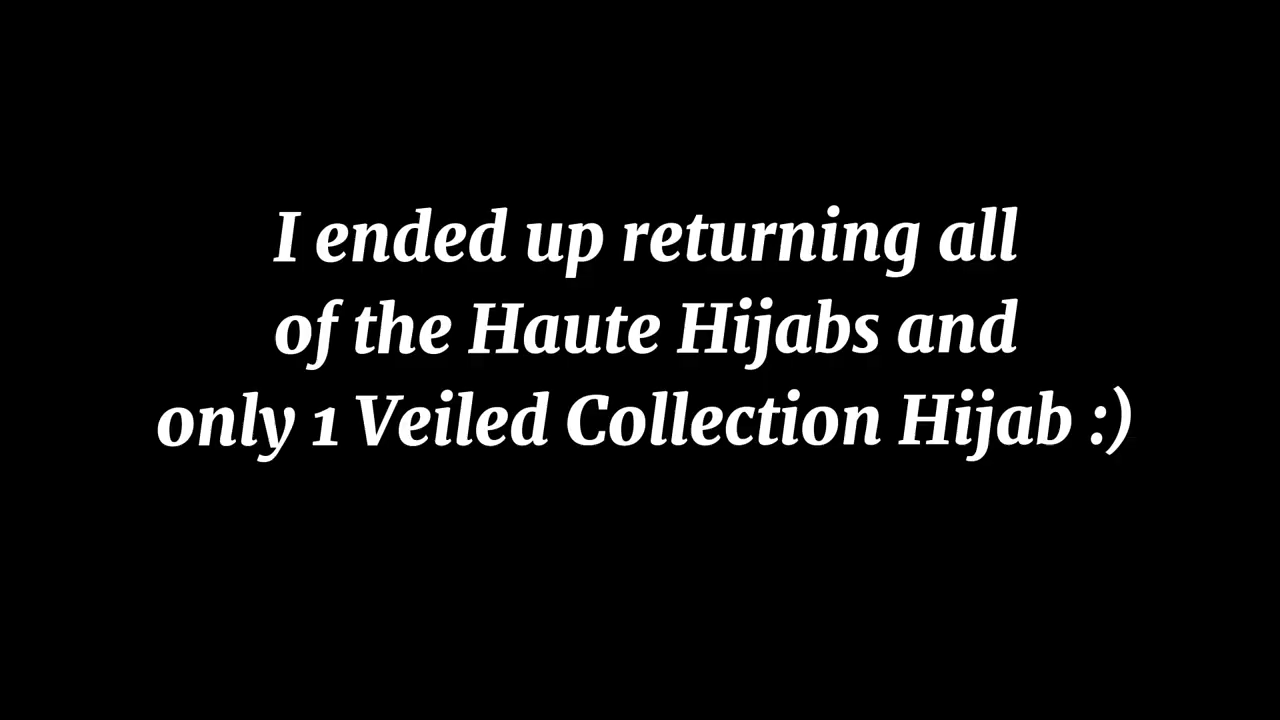 I ended up returning all
of the Haute Hijabs and
only 1 Veiled Collection Hijab :)